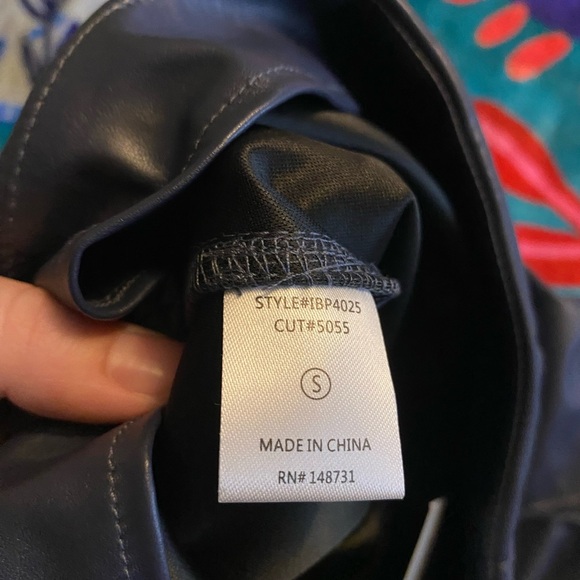 STYLE#IBP4025
CUT#5055
S
MADE IN CHINA
RN# 148731